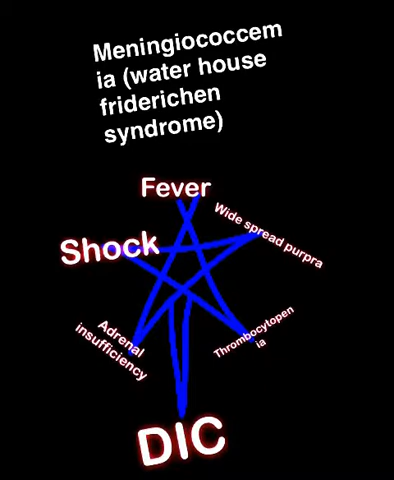 Meningiococcem
ia (water house
friderichen
syndrome)
Fever
Wide spread purpra
Shock
Adrenal
insufficiency
Thrombocytopen
ia
DIC